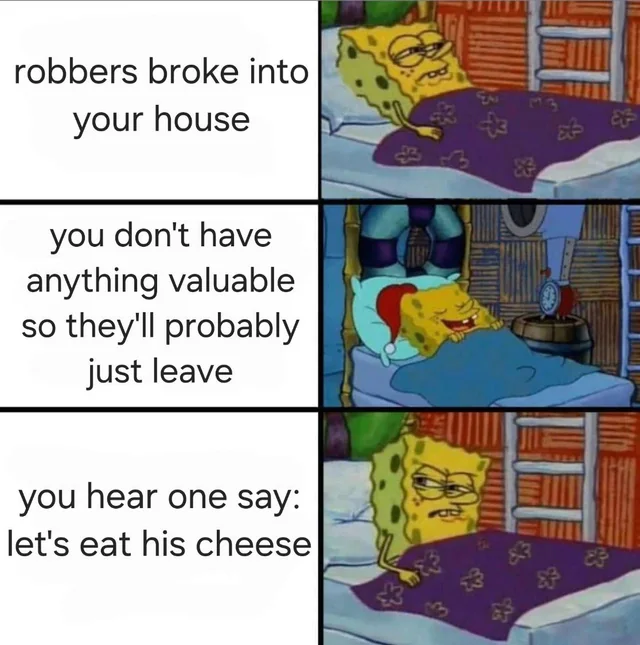 robbers broke into
your house
you don't have
anything valuable
so they'll probably
just leave
you hear one say:
let's eat his cheese